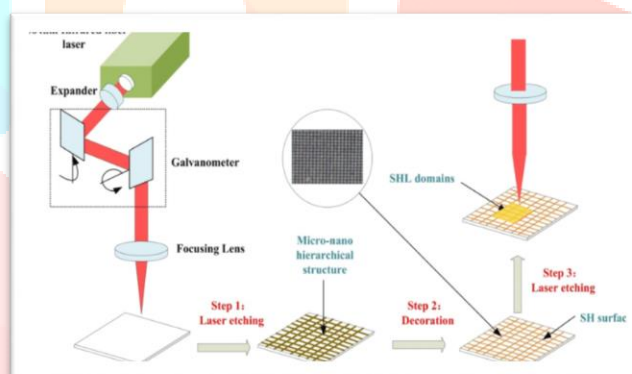 laser
Expander
Galvanometer
SHL domains
Focusing Lens
Micro-nano
hierarchical
structure
Step 1:
Laser etching
Step 2:
Decoration
Step 3:
Laser etching
SH surfac